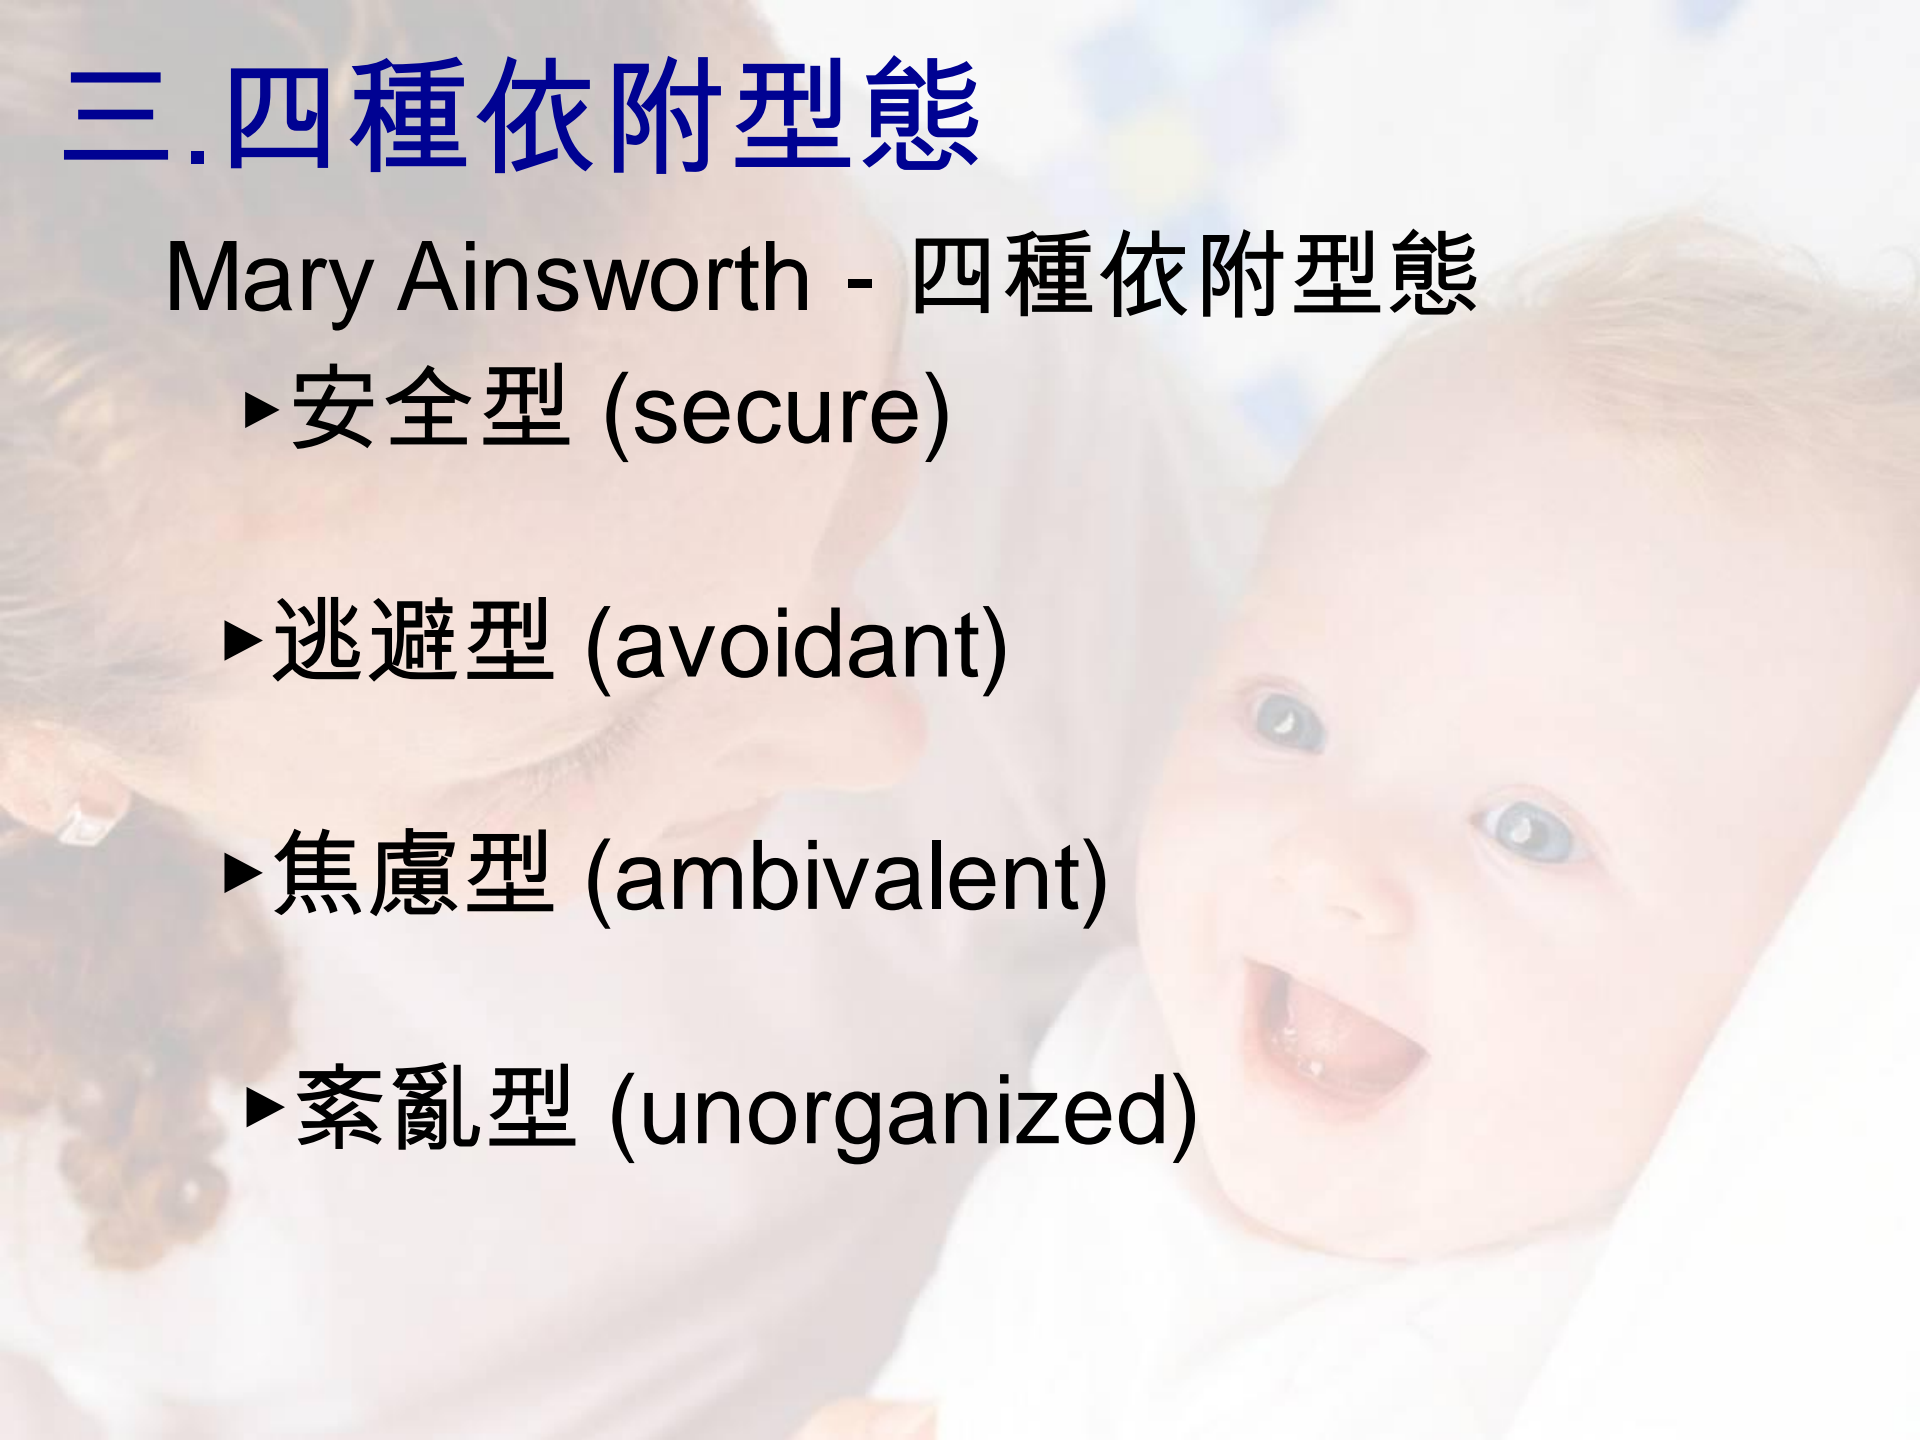 三.四種依附型態
Mary Ainsworth - 四種依附型態
▸安全型 (secure)
▸逃避型 (avoidant)
▸焦慮型 (ambivalent)
▸紊亂型 (unorganized)